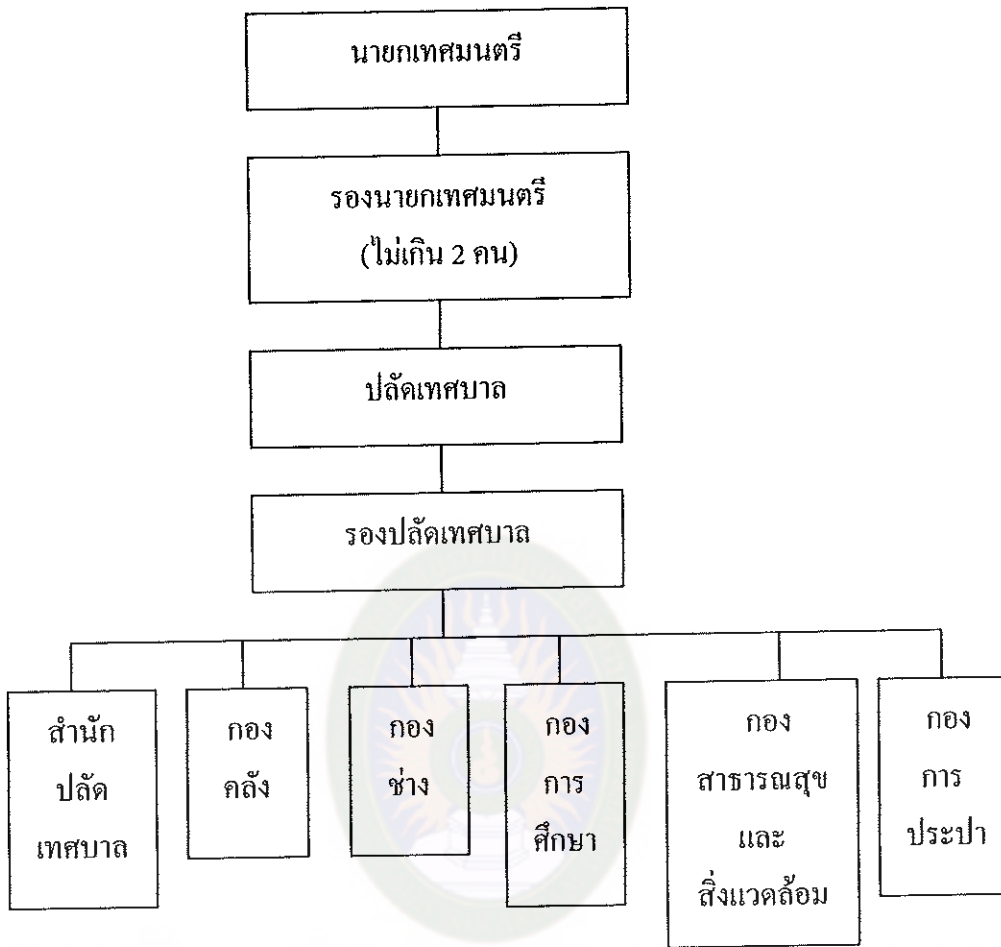 นายกเทศมนตรี
รองนายกเทศมนตรี
(ไม่เกิน 2 คน)
ปลัดเทศบาล
รองปลัดเทศบาล
สำนัก
ปลัด
เทศบาล
กอง
คลัง
กอง
ช่าง
กอง
การ
ศึกษา
กอง
สาธารณสุข
และ
สิ่งแวดล้อม
กอง
การ
ประปา